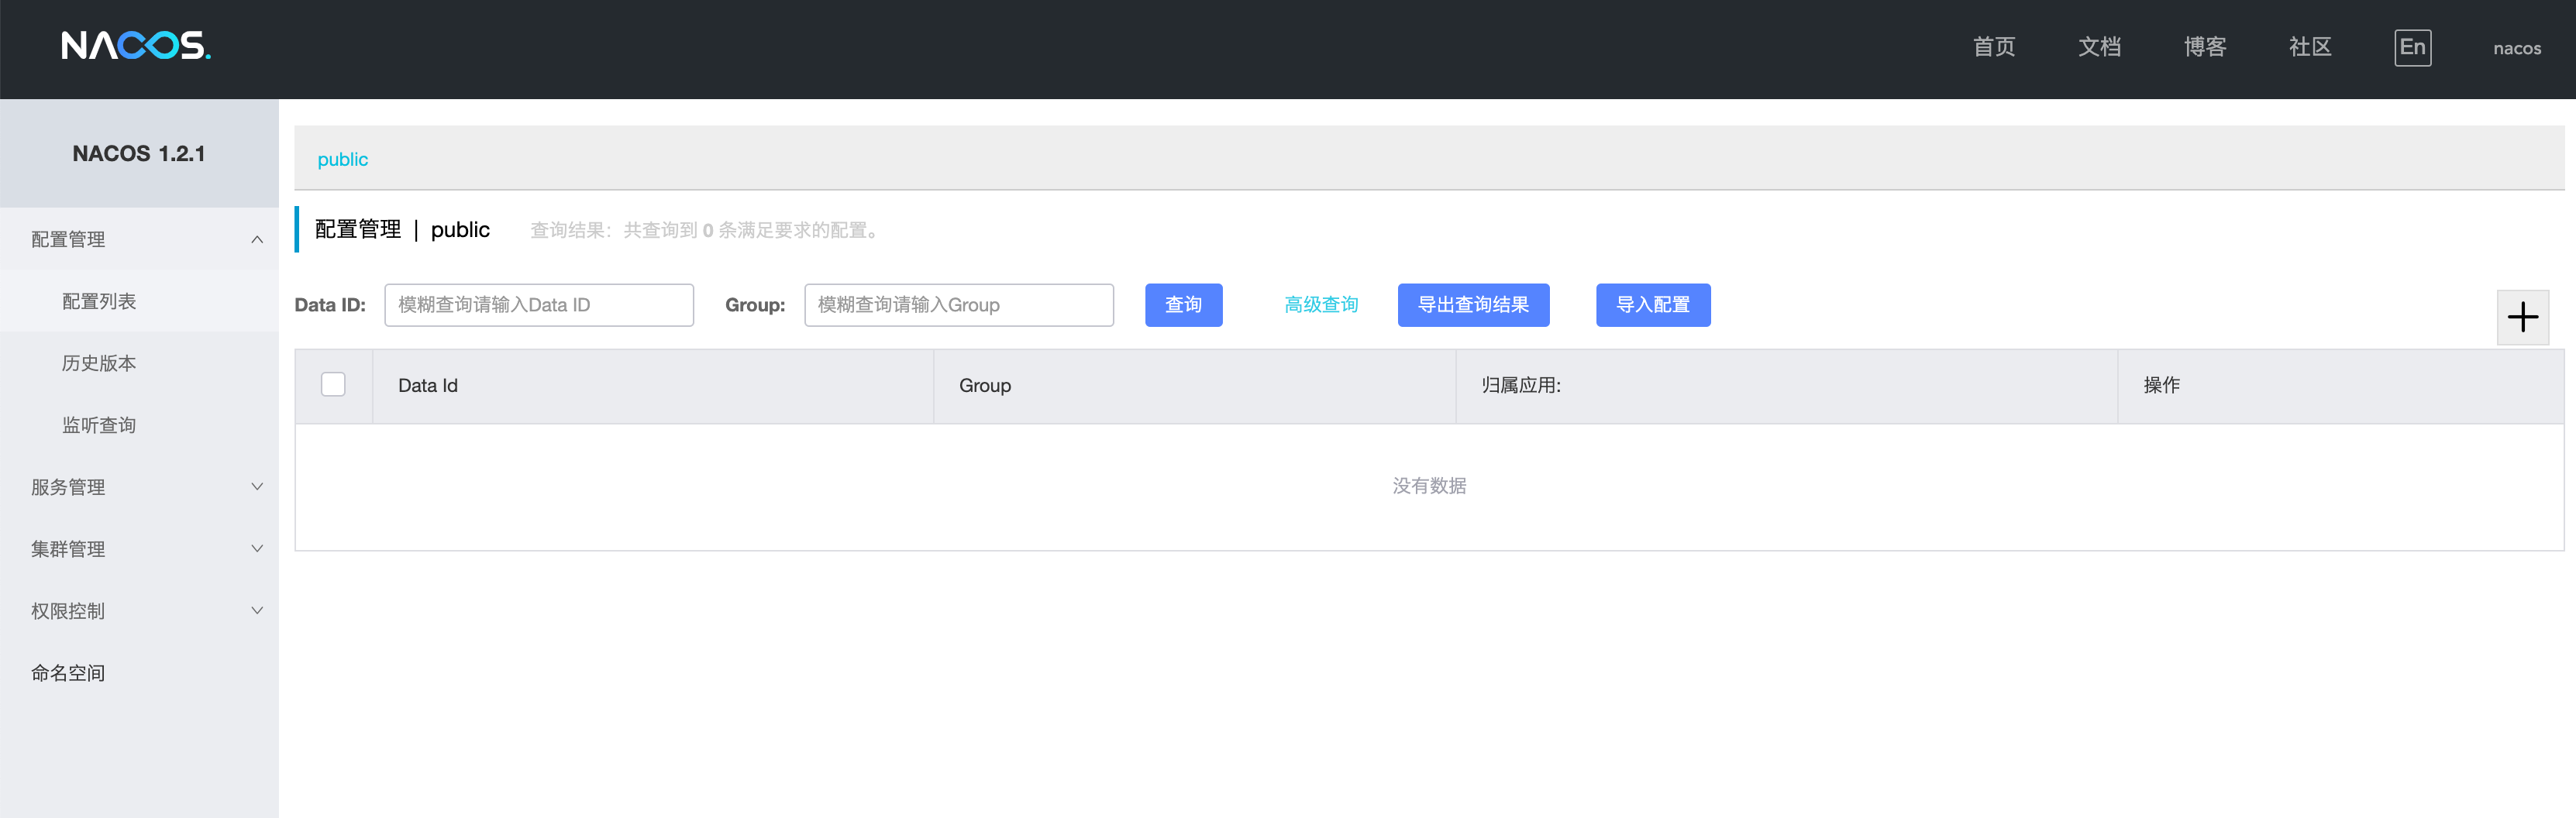 NACOS.
首页 文档 博客 社区 En nacos
NACOS 1.2.1
配置管理
配置列表
历史版本
监听查询
服务管理
集群管理
权限控制
命名空间
public
配置管理 | public 查询结果：共查询到 0 条满足要求的配置。
Data ID: 模糊查询请输入Data ID Group: 模糊查询请输入Group 查询 高级查询 导出查询结果 导入配置
Data Id Group 归属应用: 操作
没有数据